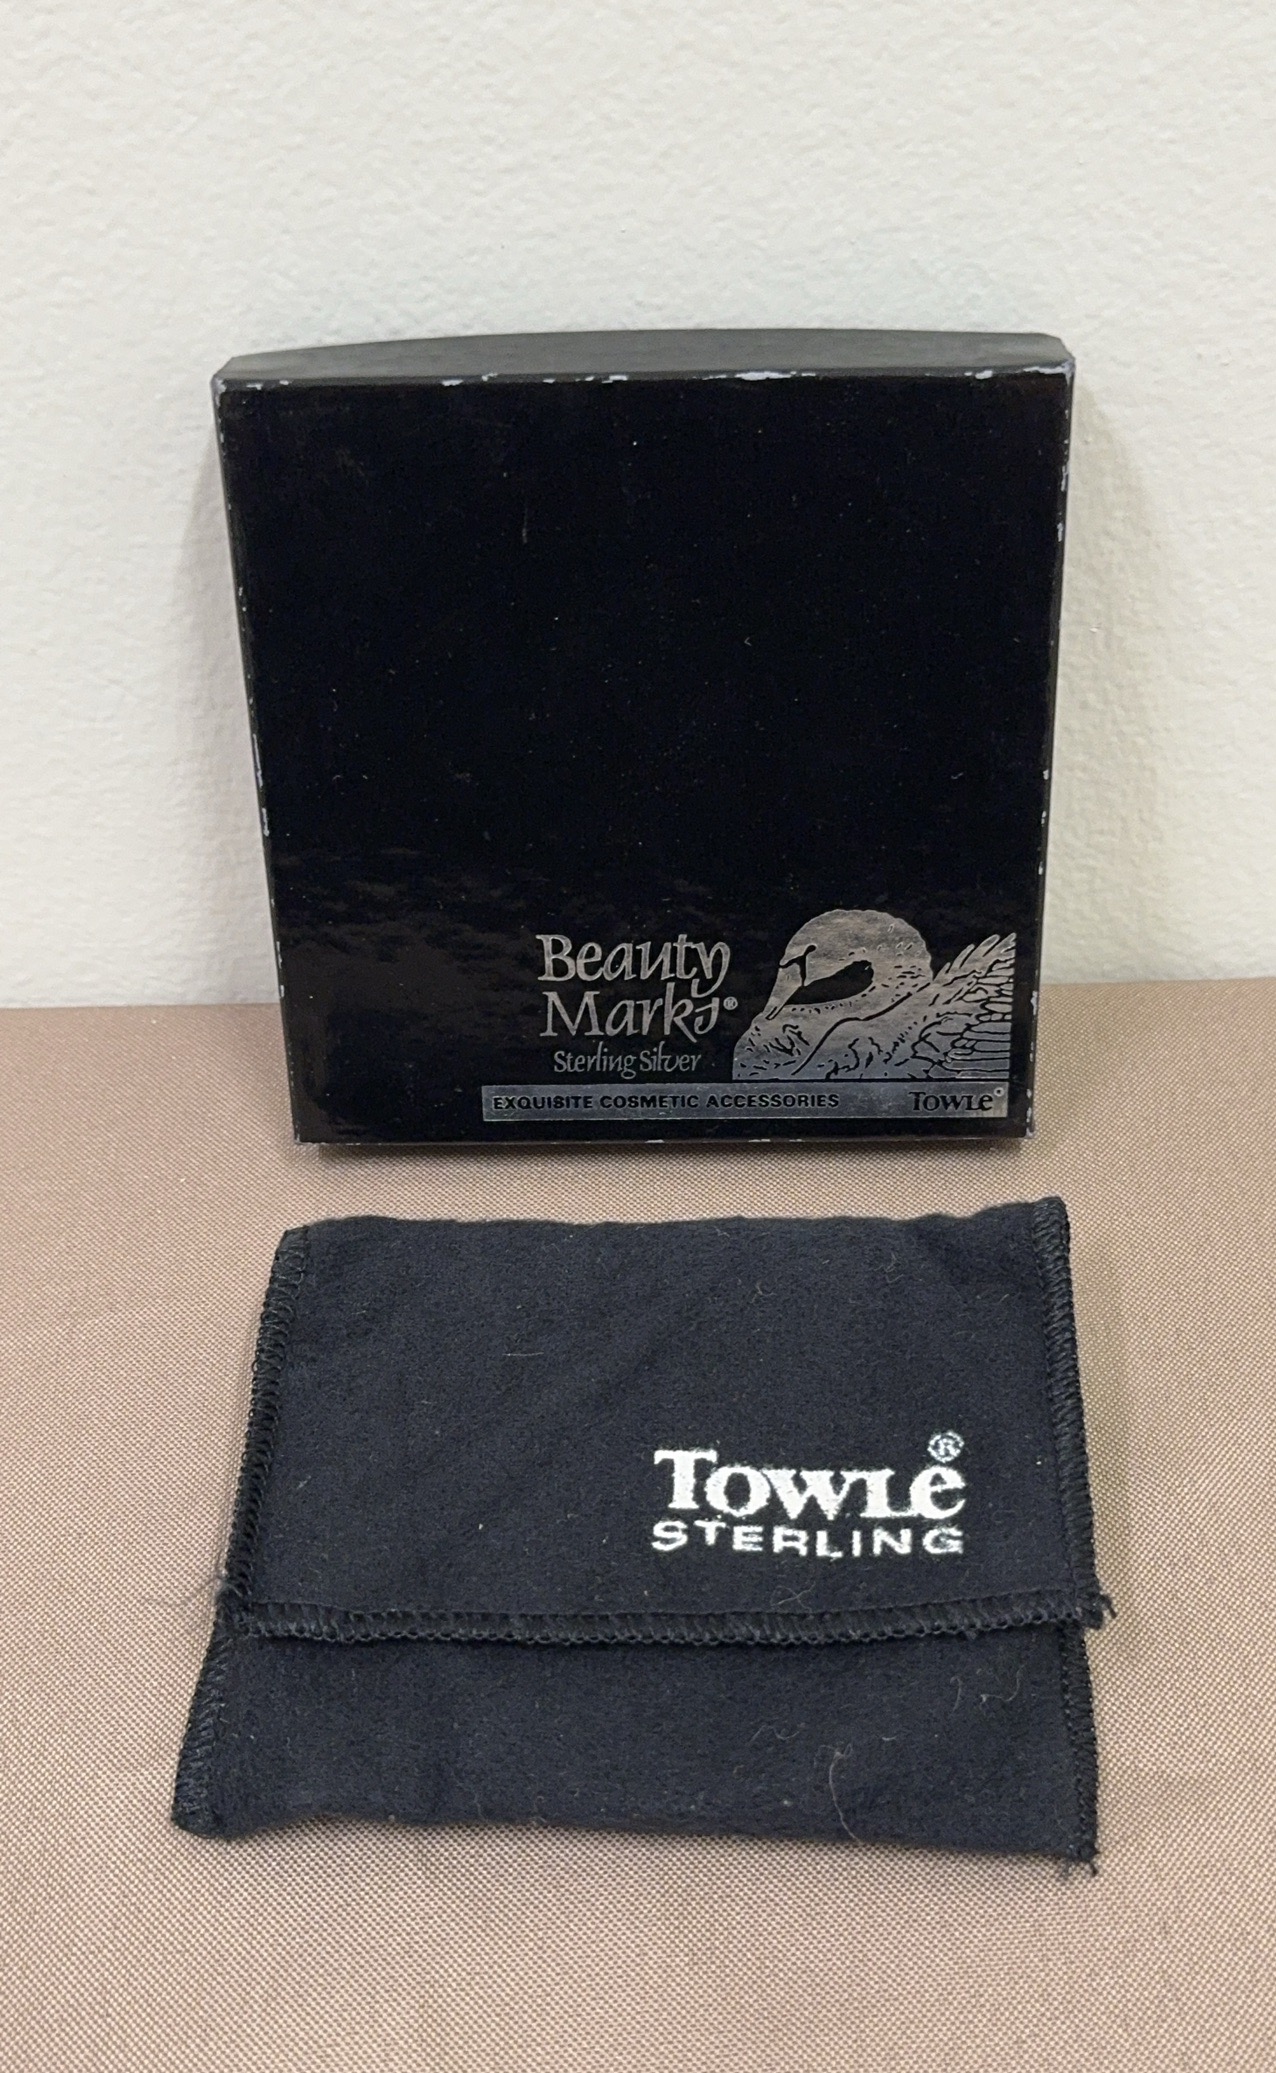 Beauty
Marks®
Sterling Silver
EXQUISITE COSMETIC ACCESSORIES TOWLE®
TOWLE®
STERLING